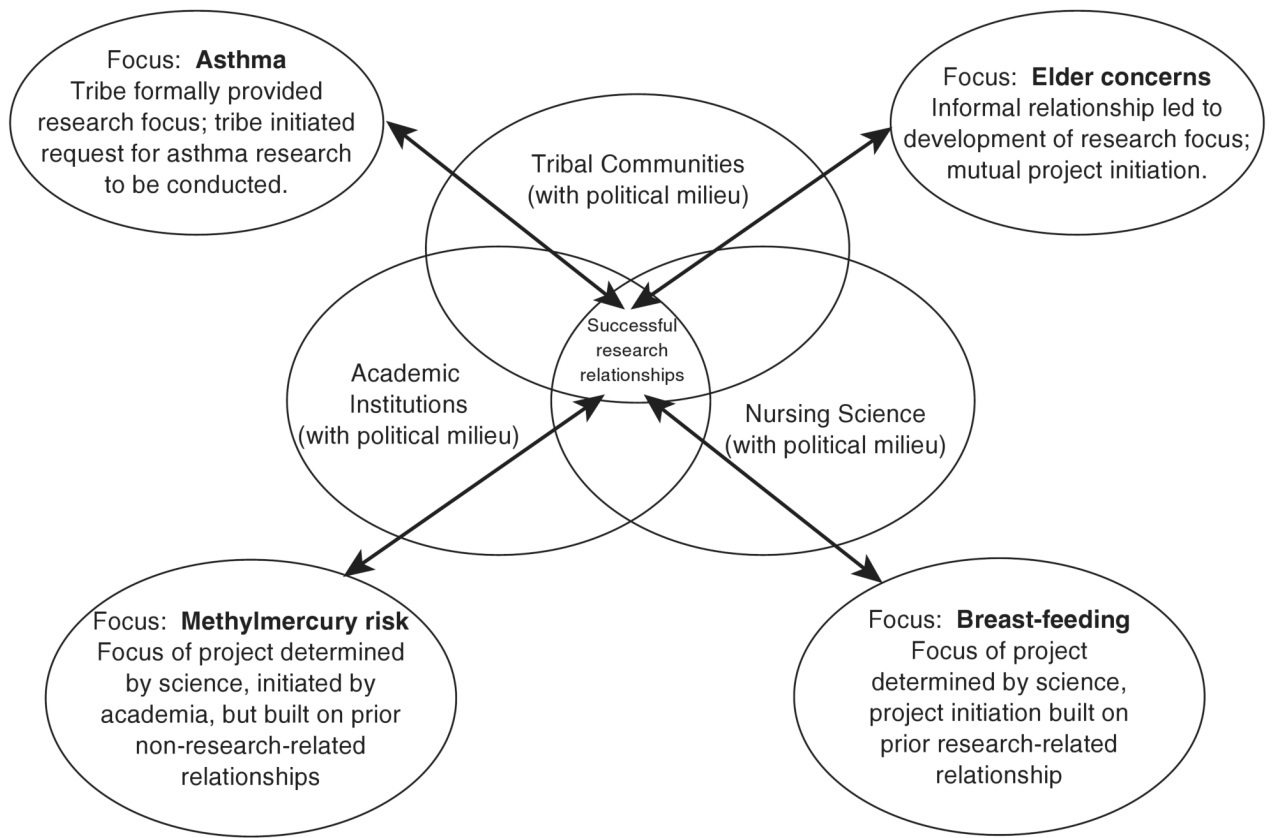 Focus:  Asthma
Tribe formally provided
research focus; tribe initiated
request for asthma research
to be conducted.
Focus:  Elder concerns
Informal relationship led to
development of research focus;
mutual project initiation.
Tribal Communities
(with political milieu)
Successful
research
relationships
Academic
Institutions
(with political milieu)
Nursing Science
(with political milieu)
Focus:  Methylmercury risk
Focus of project determined
by science, initiated by
academia, but built on prior
non-research-related
relationships
Focus:  Breast-feeding
Focus of project
determined by science,
project initiation built on
prior research-related
relationship